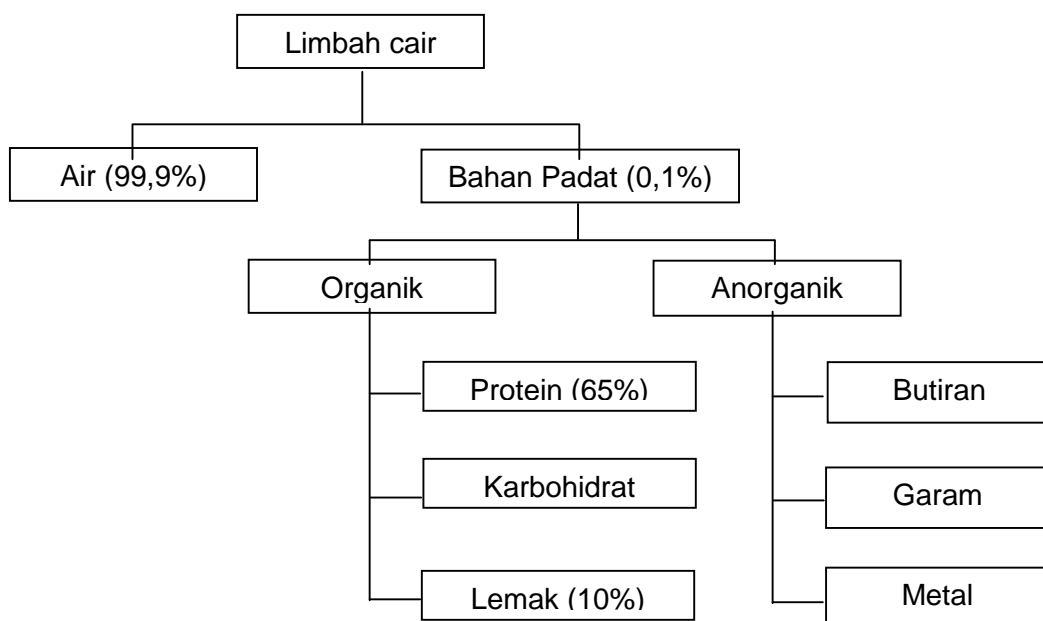 Limbah cair
Air (99,9%)
Bahan Padat (0,1%)
Organik
Anorganik
Protein (65%)
Butiran
Karbohidrat
Garam
Lemak (10%)
Metal